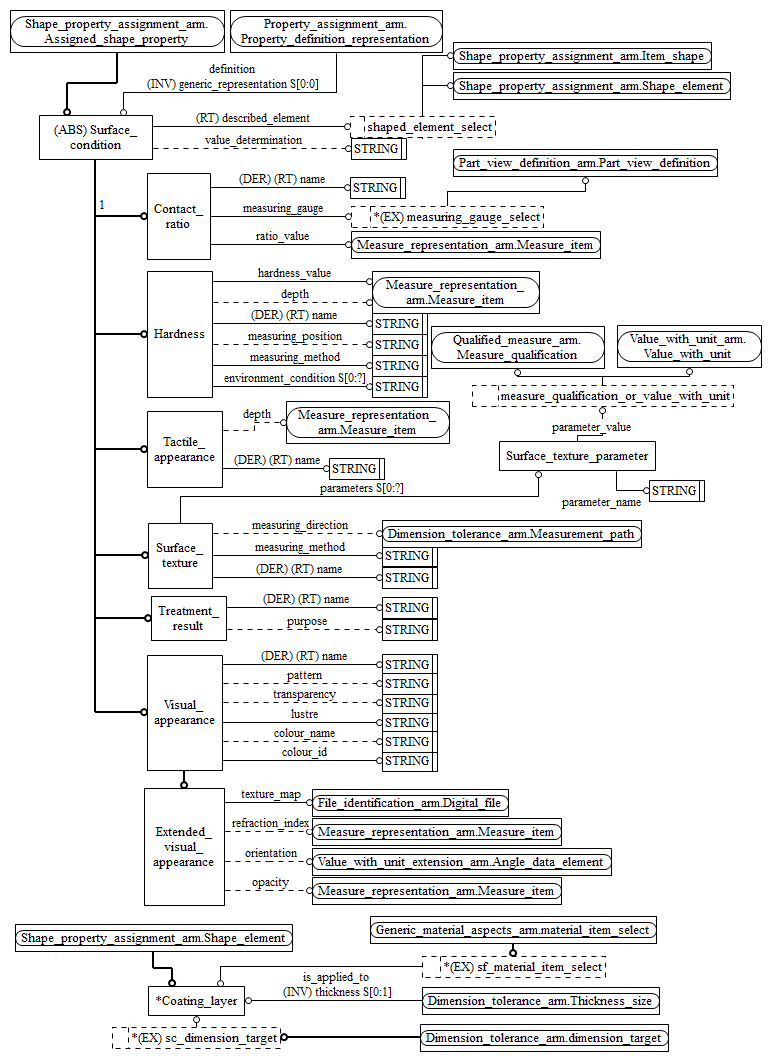 Shape_property_assignment_arm.
Assigned_shape_property
Property_assignment_arm.
Property_definition_representation
Shape_property_assignment_arm.Item_shape
definition
(INV) generic_representation S[0:0]
Shape_property_assignment_arm.Shape_element
(ABS) Surface_
condition
(RT) described_element
shaped_element_select
value_determination
STRING
Part_view_definition_arm.Part_view_definition
1
Contact_
ratio
(DER) (RT) name
STRING
measuring_gauge
*(EX) measuring_gauge_select
ratio_value
Measure_representation_arm.Measure_item
Hardness
hardness_value
depth
Measure_representation_
arm.Measure_item
(DER) (RT) name
STRING
measuring_position
STRING
measuring_method
STRING
environment_condition S[0:?]
STRING
Qualified_measure_arm.
Measure_qualification
Value_with_unit_arm.
Value_with_unit
measure_qualification_or_value_with_unit
parameter_value
Surface_texture_parameter
parameter_name
STRING
Tactile_
appearance
depth
Measure_representation_
arm.Measure_item
(DER) (RT) name
STRING
parameters S[0:?]
Surface_
texture
measuring_direction
Dimension_tolerance_arm.Measurement_path
measuring_method
STRING
(DER) (RT) name
STRING
Treatment_
result
(DER) (RT) name
STRING
purpose
STRING
Visual_
appearance
(DER) (RT) name
STRING
pattern
STRING
transparency
STRING
lustre
STRING
colour_name
STRING
colour_id
STRING
Extended_
visual_
appearance
texture_map
File_identification_arm.Digital_file
refraction_index
Measure_representation_arm.Measure_item
orientation
Value_with_unit_extension_arm.Angle_data_element
opacity
Measure_representation_arm.Measure_item
Shape_property_assignment_arm.Shape_element
Generic_material_aspects_arm.material_item_select
*(EX) sf_material_item_select
is_applied_to
(INV) thickness S[0:1]
*Coating_layer
Dimension_tolerance_arm.Thickness_size
*(EX) sc_dimension_target
Dimension_tolerance_arm.dimension_target